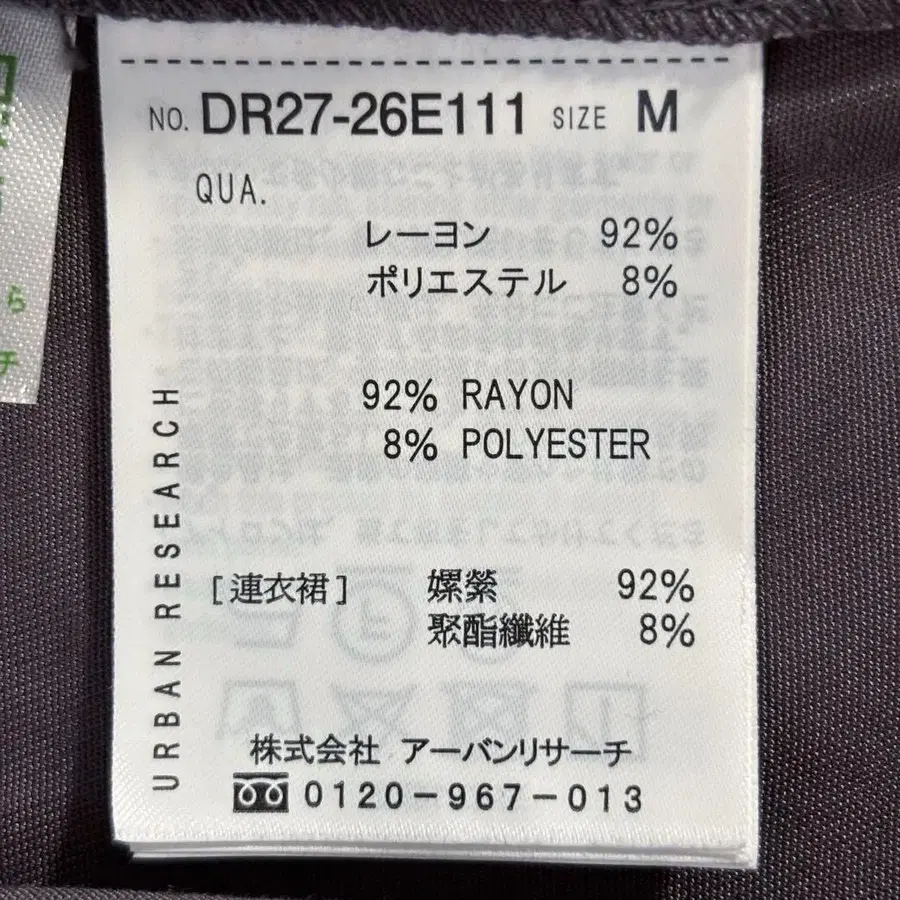 NO. DR27-26E111 SIZE M
QUA.
レーヨン 92%
ポリエステル 8%
92% RAYON
8% POLYESTER
URBAN RESEARCH
[連衣裙] 嫘縈 92%
聚酯纖維 8%
株式会社 アーバンリサーチ
0120-967-013
ら
チ